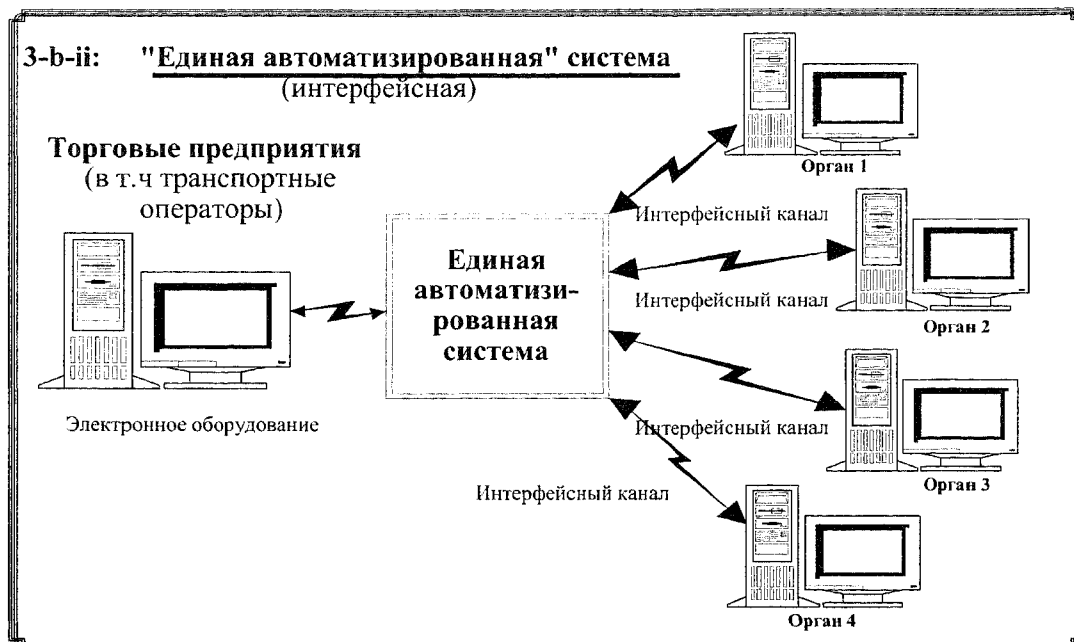 3-b-ii: "Единая автоматизированная" система
(интерфейсная)
Торговые предприятия
(в т.ч транспортные
операторы)
Электронное оборудование
Единая
автоматизи-
рованная
система
Орган 1
Интерфейсный канал
Интерфейсный канал
Орган 2
Интерфейсный канал
Орган 3
Интерфейсный канал
Орган 4